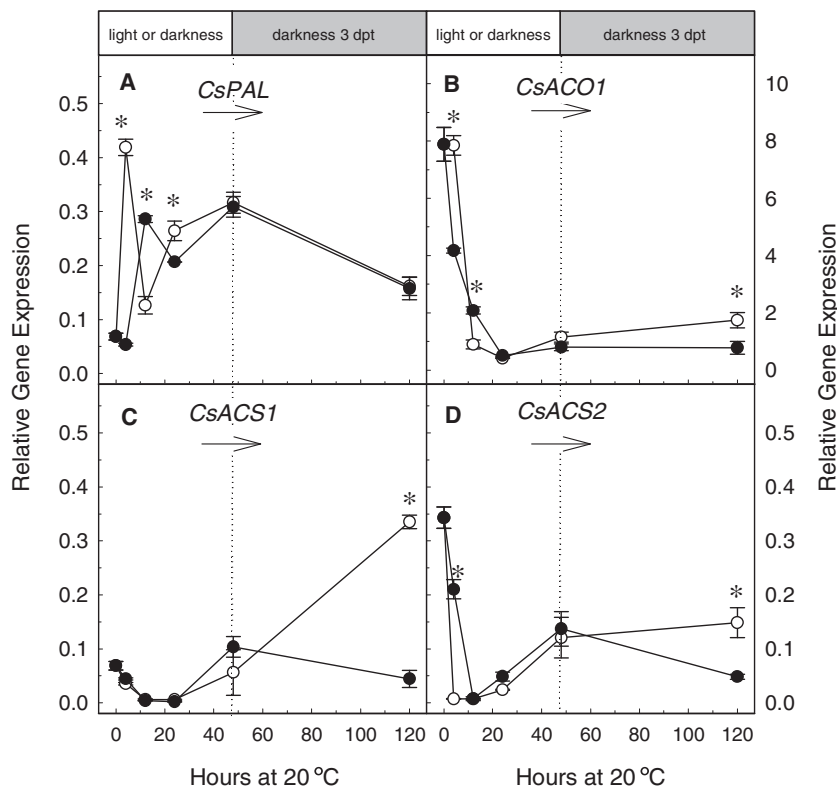 light or darkness
darkness 3 dpt
light or darkness
darkness 3 dpt
A
CsPAL
*
*
*
0.5
0.4
0.3
0.2
0.1
0.0
B
CsACO1
*
*
*
10
8
6
4
2
0
Relative Gene Expression
Relative Gene Expression
C
CsACS1
*
0.5
0.4
0.3
0.2
0.1
0.0
D
CsACS2
*
*
0.5
0.4
0.3
0.2
0.1
0.0
0 20 40 60 80 100 120
0 20 40 60 80 100 120
Hours at 20 °C
Hours at 20 °C